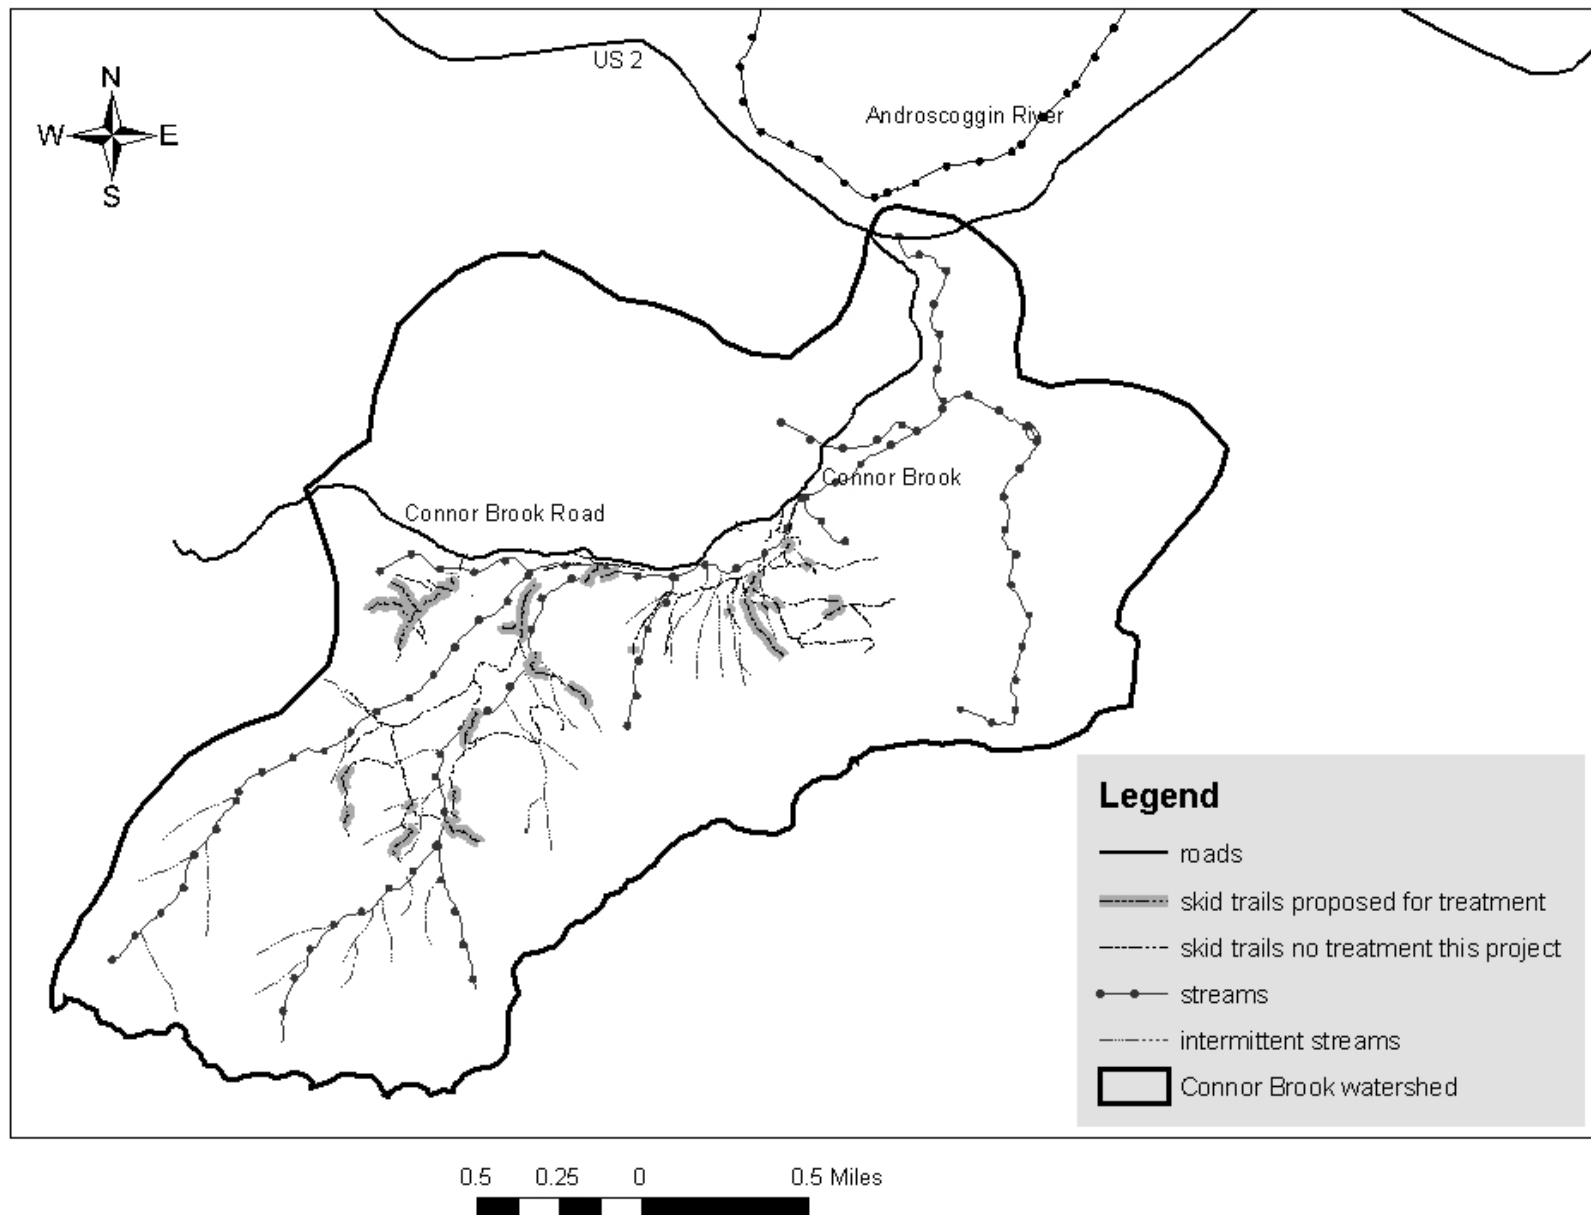 US 2
N
W E
S
Androscoggin River
Connor Brook
Connor Brook Road
Legend
roads
skid trails proposed for treatment
skid trails no treatment this project
streams
intermittent streams
Connor Brook watershed
0.5 0.25 0 0.5 Miles